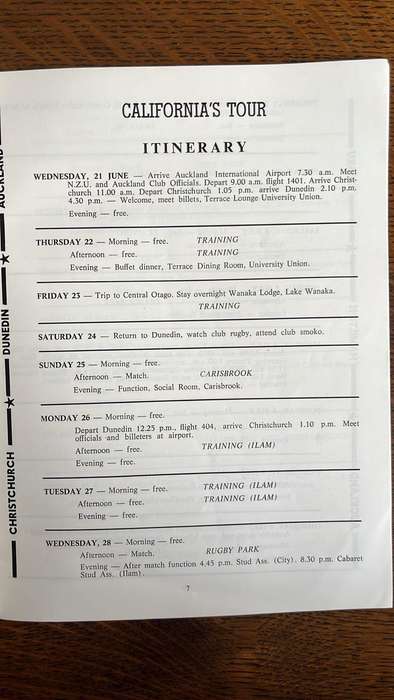 CALIFORNIA'S TOUR
ITINERARY
WEDNESDAY, 21 JUNE — Arrive Auckland International Airport 7.30 a.m. Meet
N.Z.U. and Auckland Club Officials. Depart 9.00 a.m. flight 1401. Arrive Christ-
church 11.00 a.m. Depart Christchurch 1.05 p.m. arrive Dunedin 2.10 p.m.
4.30 p.m. — Welcome, meet billets, Terrace Lounge University Union.
Evening — free.
THURSDAY 22 — Morning — free. TRAINING
Afternoon — free. TRAINING
Evening — Buffet dinner, Terrace Dining Room, University Union.
FRIDAY 23 — Trip to Central Otago. Stay overnight Wanaka Lodge, Lake Wanaka.
TRAINING
SATURDAY 24 — Return to Dunedin, watch club rugby, attend club smoko.
SUNDAY 25 — Morning — free.
Afternoon — Match. CARISBROOK
Evening — Function, Social Room, Carisbrook.
MONDAY 26 — Morning — free.
Depart Dunedin 12.25 p.m., flight 404, arrive Christchurch 1.10 p.m. Meet
officials and billeters at airport.
Afternoon — free. TRAINING (ILAM)
Evening — free.
TUESDAY 27 — Morning — free. TRAINING (ILAM)
Afternoon — free. TRAINING (ILAM)
Evening — free.
WEDNESDAY, 28 — Morning — free.
Afternoon — Match. RUGBY PARK
Evening — After match function 4.45 p.m. Stud Ass. (City). 8.30 p.m. Cabaret
Stud Ass. (Ilam).
7
CHRISTCHURCH ★ DUNEDIN ★ AUCKLAND